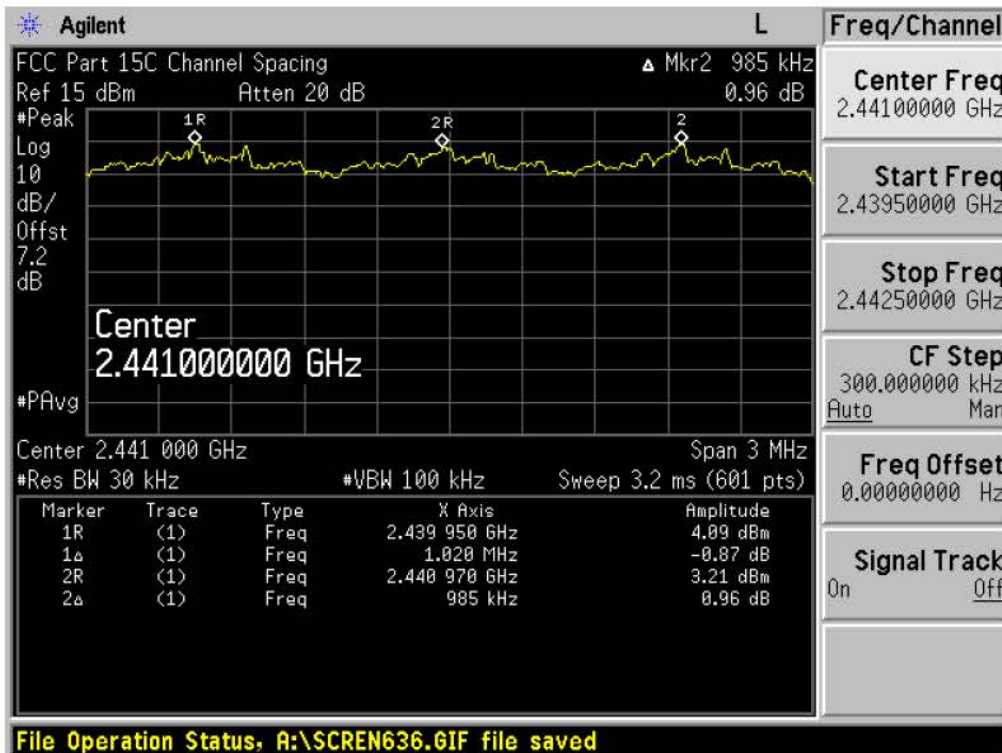 Agilent L
FCC Part 15C Channel Spacing Δ Mkr2 985 kHz
Ref 15 dBm Atten 20 dB 0.96 dB
#Peak
Log
10
dB/
Offst
7.2
dB
1R 2R 2
Center
2.441000000 GHz
#PAvg
Center 2.441 000 GHz Span 3 MHz
#Res BW 30 kHz #VBW 100 kHz Sweep 3.2 ms (601 pts)
Marker Trace Type X Axis Amplitude
1R (1) Freq 2.439 950 GHz 4.09 dBm
1Δ (1) Freq 1.020 MHz -0.87 dB
2R (1) Freq 2.440 970 GHz 3.21 dBm
2Δ (1) Freq 985 kHz 0.96 dB
File Operation Status, A:\SCREN636.GIF file saved
Freq/Channel
Center Freq
2.44100000 GHz
Start Freq
2.43950000 GHz
Stop Freq
2.44250000 GHz
CF Step
300.000000 kHz
Auto Man
Freq Offset
0.00000000 Hz
Signal Track
On Off